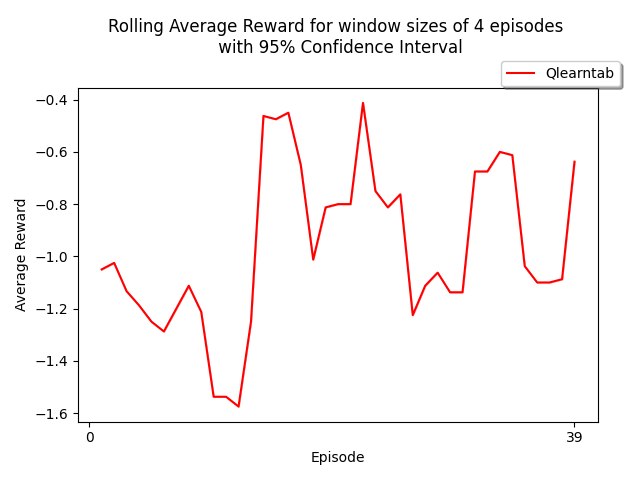 Rolling Average Reward for window sizes of 4 episodes
with 95% Confidence Interval
Qlearntab
−0.4
−0.6
−0.8
−1.0
−1.2
−1.4
−1.6
Average Reward
0
39
Episode